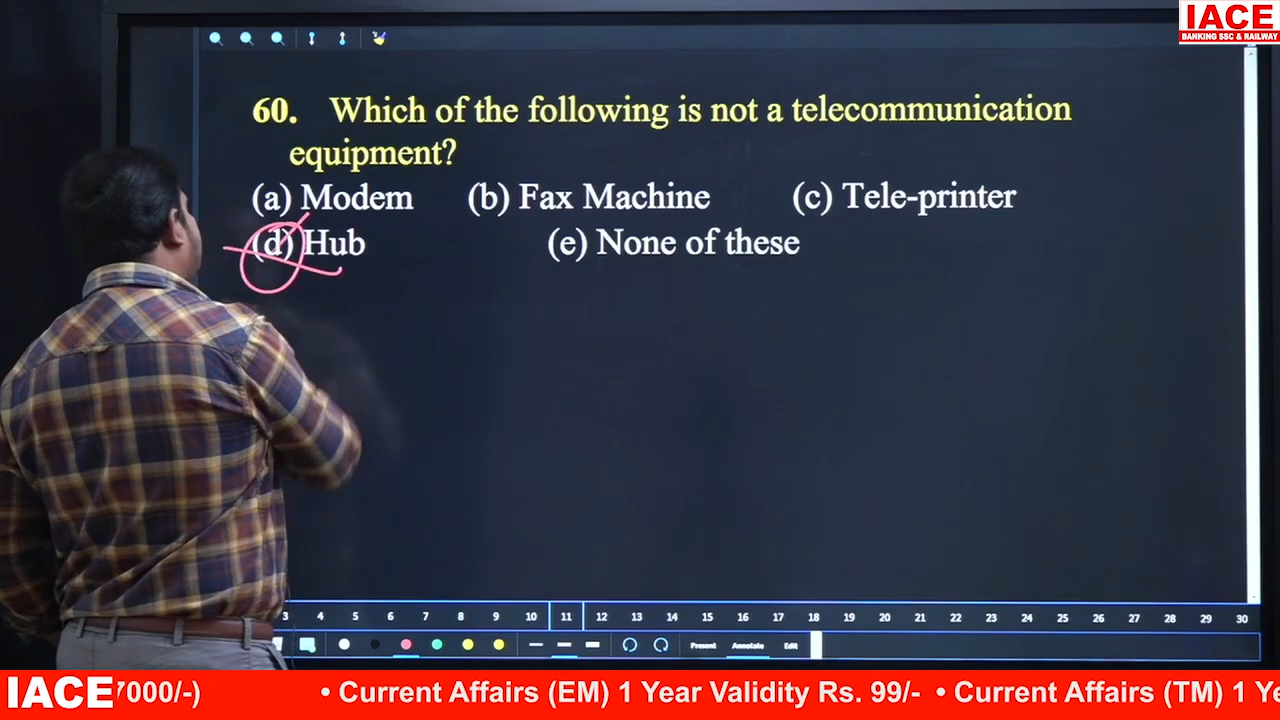 IACE
BANKING SSC & RAILWAY
60. Which of the following is not a telecommunication
equipment?
(a) Modem (b) Fax Machine (c) Tele-printer
(d) Hub (e) None of these
3 4 5 6 7 8 9 10 11 12 13 14 15 16 17 18 19 20 21 22 23 24 25 26 27 28 29 30
Present Annotate Edit
IACE 7000/-) • Current Affairs (EM) 1 Year Validity Rs. 99/- • Current Affairs (TM) 1 Ye